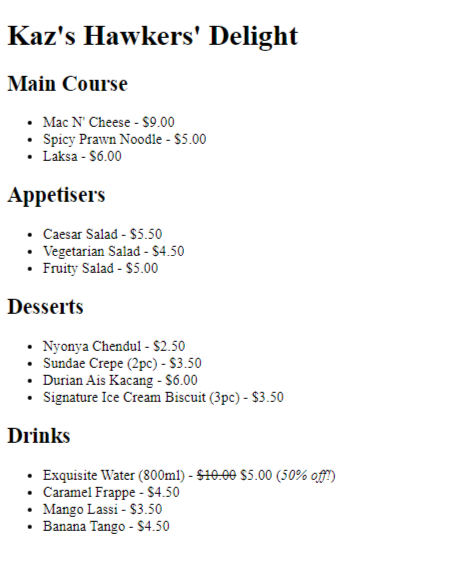 Kaz's Hawkers' Delight
Main Course
• Mac N' Cheese - $9.00
• Spicy Prawn Noodle - $5.00
• Laksa - $6.00
Appetisers
• Caesar Salad - $5.50
• Vegetarian Salad - $4.50
• Fruity Salad - $5.00
Desserts
• Nyonya Chendul - $2.50
• Sundae Crepe (2pc) - $3.50
• Durian Ais Kacang - $6.00
• Signature Ice Cream Biscuit (3pc) - $3.50
Drinks
• Exquisite Water (800ml) - $10.00 $5.00 (50% off!)
• Caramel Frappe - $4.50
• Mango Lassi - $3.50
• Banana Tango - $4.50